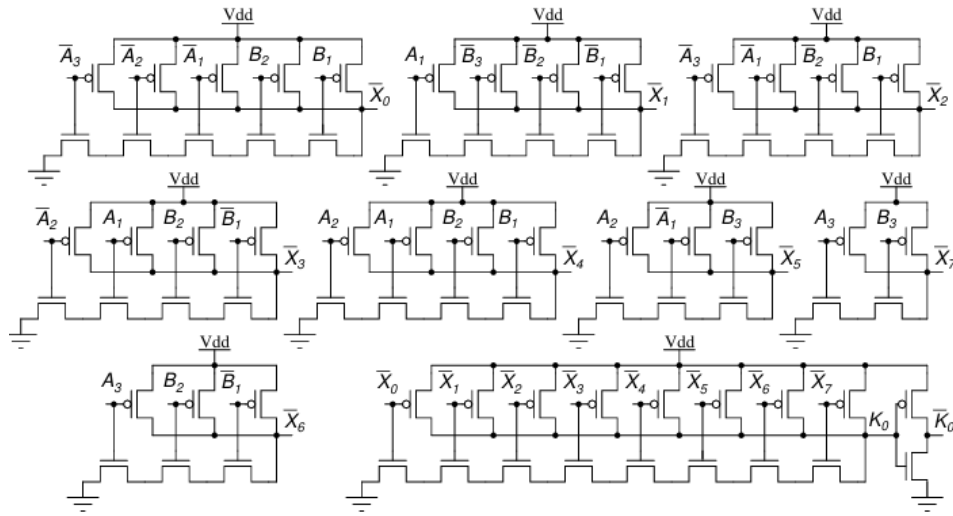 Vdd Vdd Vdd
A̅₃ A̅₂ A̅₁ B₂ B₁ X̅₀ A₁ B̅₃ B̅₂ B̅₁ X̅₁ A̅₃ A̅₁ B̅₂ B₁ X̅₂
Vdd Vdd Vdd Vdd
A̅₂ A₁ B₂ B̅₁ X̅₃ A₂ A₁ B₂ B₁ X̅₄ A₂ A̅₁ B₃ X̅₅ A₃ B₃ X̅₇
Vdd Vdd
A₃ B₂ B̅₁ X̅₆ X̅₀ X̅₁ X̅₂ X̅₃ X̅₄ X̅₅ X̅₆ X̅₇ K₀ K̅₀